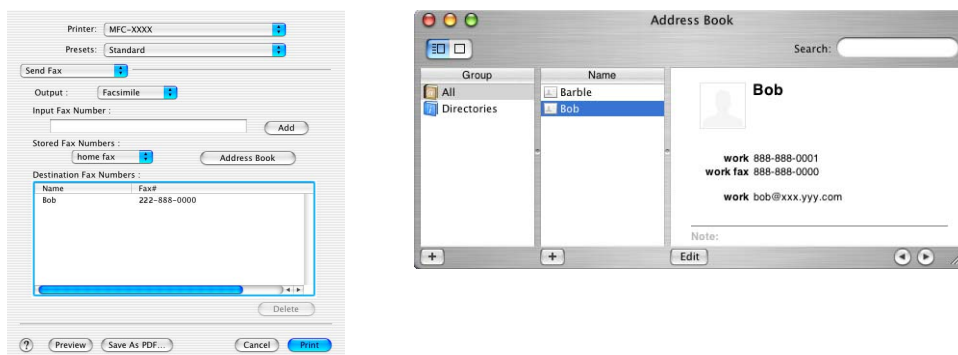 Printer: MFC-XXXX
Presets: Standard
Send Fax
Output : Facsimile
Input Fax Number :
Add
Stored Fax Numbers :
home fax Address Book
Destination Fax Numbers :
Name Fax#
Bob 222-888-0000
Delete
? Preview Save As PDF... Cancel Print
Address Book
Search:
Group Name
All
Directories
Barble
Bob
Bob
work 888-888-0001
work fax 888-888-0000
work bob@xxx.yyy.com
Note:
+ + Edit